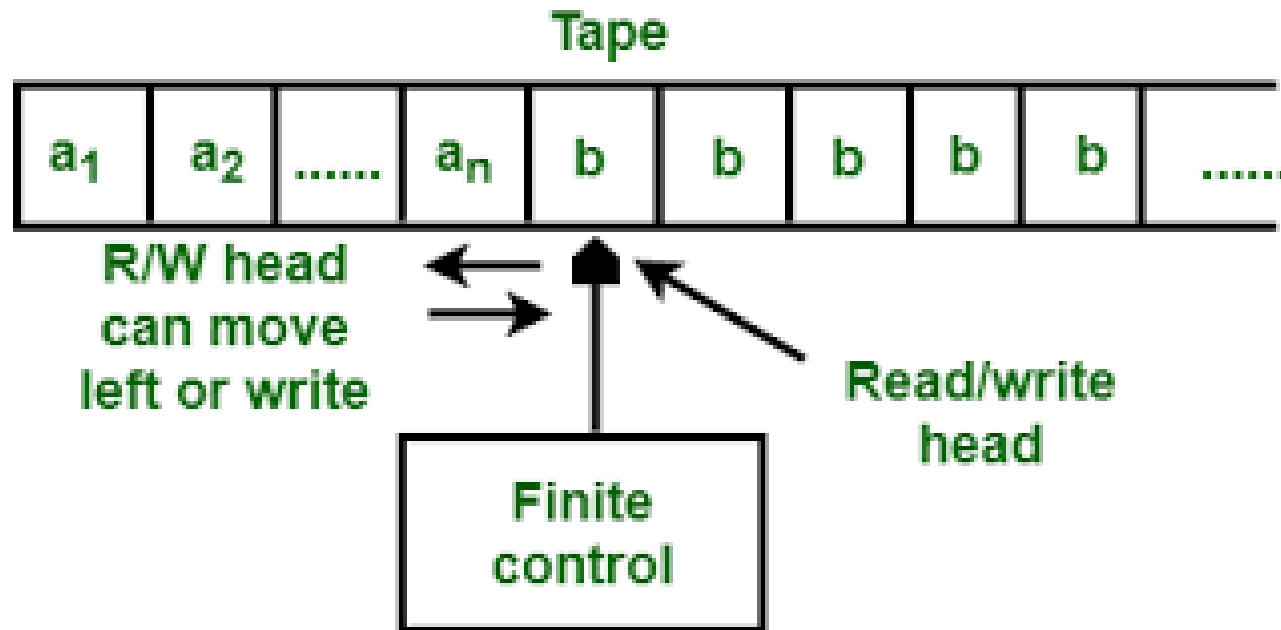 Tape
a₁ a₂ ...... aₙ b b b b b ......
R/W head
can move
left or write
Read/write
head
Finite
control